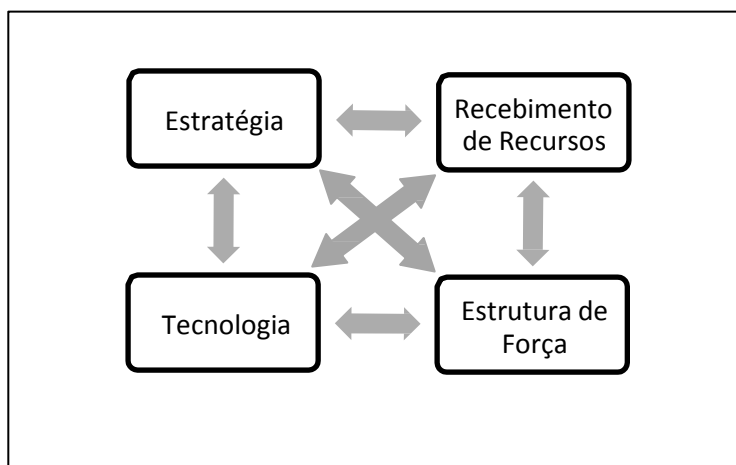 Estratégia
Recebimento
de Recursos
Tecnologia
Estrutura de
Força